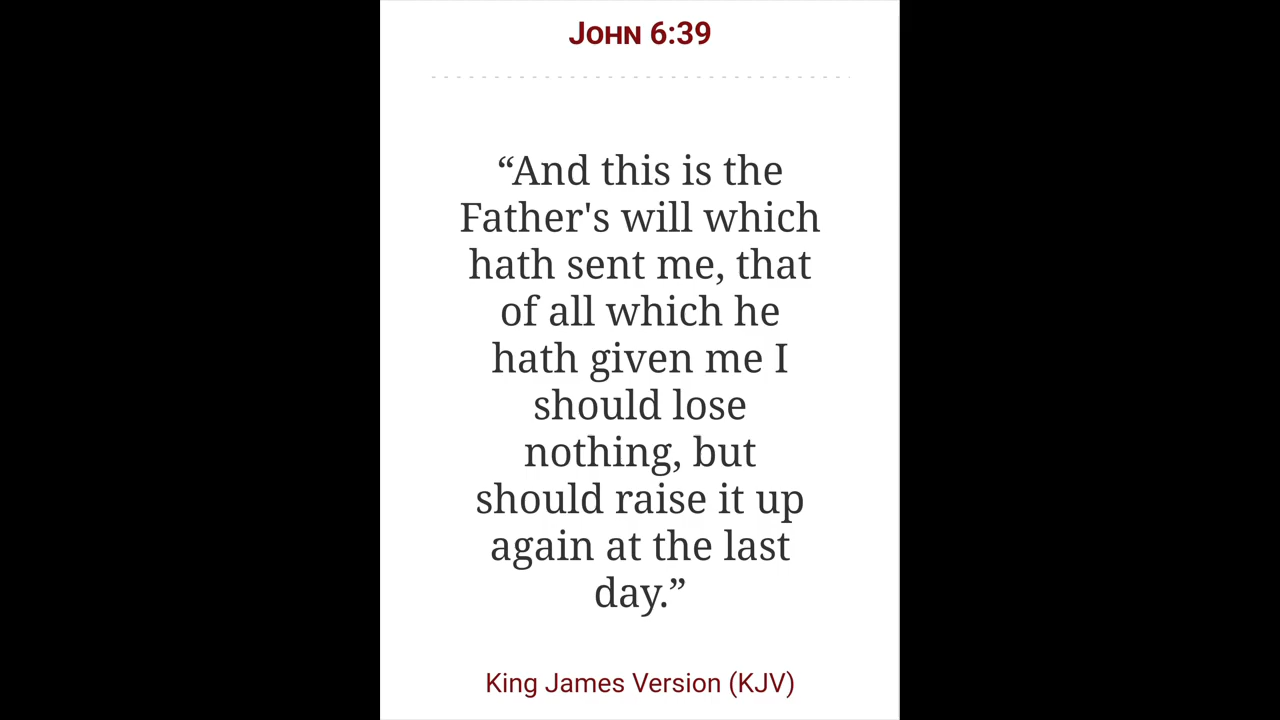 John 6:39
“And this is the
Father's will which
hath sent me, that
of all which he
hath given me I
should lose
nothing, but
should raise it up
again at the last
day.”
King James Version (KJV)